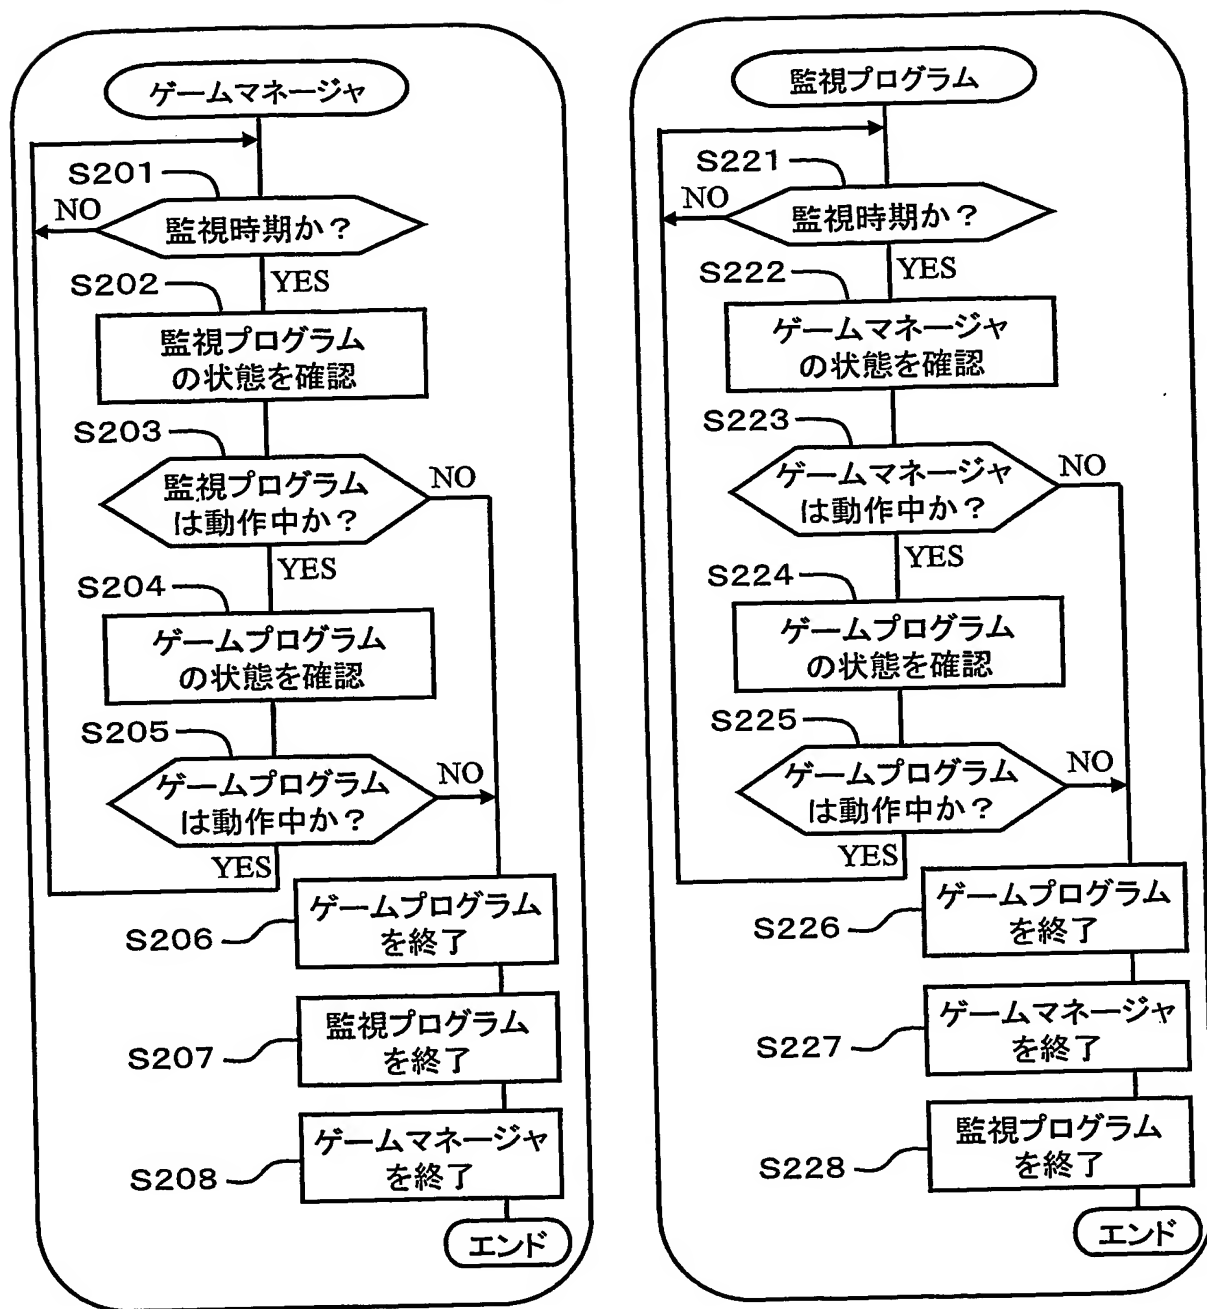 ゲームマネージャ
S201
NO
監視時期か？
YES
S202
監視プログラム
の状態を確認
S203
監視プログラム
は動作中か？
NO
YES
S204
ゲームプログラム
の状態を確認
S205
ゲームプログラム
は動作中か？
NO
YES
ゲームプログラム
を終了
S206
監視プログラム
を終了
S207
ゲームマネージャ
を終了
S208
エンド
監視プログラム
S221
NO
監視時期か？
YES
S222
ゲームマネージャ
の状態を確認
S223
ゲームマネージャ
は動作中か？
NO
YES
S224
ゲームプログラム
の状態を確認
S225
ゲームプログラム
は動作中か？
NO
YES
ゲームプログラム
を終了
S226
ゲームマネージャ
を終了
S227
監視プログラム
を終了
S228
エンド